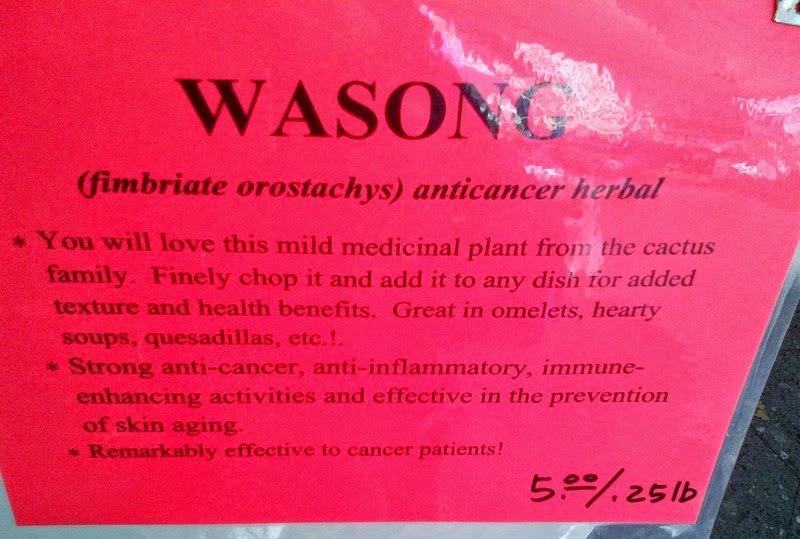 WASONG
(fimbriate orostachys) anticancer herbal
* You will love this mild medicinal plant from the cactus
family. Finely chop it and add it to any dish for added
texture and health benefits. Great in omelets, hearty
soups, quesadillas, etc.!.
* Strong anti-cancer, anti-inflammatory, immune-
enhancing activities and effective in the prevention
of skin aging.
* Remarkably effective to cancer patients!
5.00/.25lb